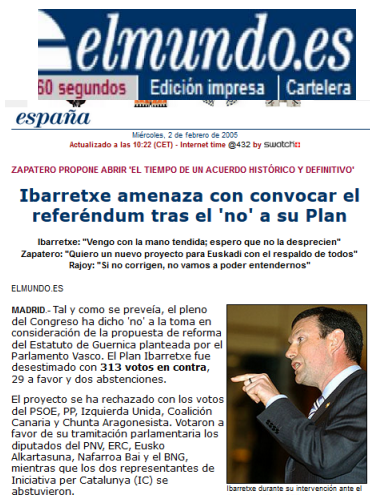 elmundo.es
60 segundos | Edición impresa | Cartelera
españa
Miércoles, 2 de febrero de 2005
Actualizado a las 10:22 (CET) - Internet time @432 by swatch
ZAPATERO PROPONE ABRIR 'EL TIEMPO DE UN ACUERDO HISTÓRICO Y DEFINITIVO'
Ibarretxe amenaza con convocar el
referéndum tras el 'no' a su Plan
Ibarretxe: "Vengo con la mano tendida; espero que no la desprecien"
Zapatero: "Quiero un nuevo proyecto para Euskadi con el respaldo de todos"
Rajoy: "Si no corrigen, no vamos a poder entendernos"
ELMUNDO.ES
MADRID.- Tal y como se preveía, el pleno
del Congreso ha dicho 'no' a la toma en
consideración de la propuesta de reforma
del Estatuto de Guernica planteada por el
Parlamento Vasco. El Plan Ibarretxe fue
desestimado con 313 votos en contra,
29 a favor y dos abstenciones.
El proyecto se ha rechazado con los votos
del PSOE, PP, Izquierda Unida, Coalición
Canaria y Chunta Aragonesista. Votaron a
favor de su tramitación parlamentaria los
diputados del PNV, ERC, Eusko
Alkartasuna, Nafarroa Bai y el BNG,
mientras que los dos representantes de
Iniciativa per Catalunya (IC) se
abstuvieron.
Ibarretxe durante su intervención ante el